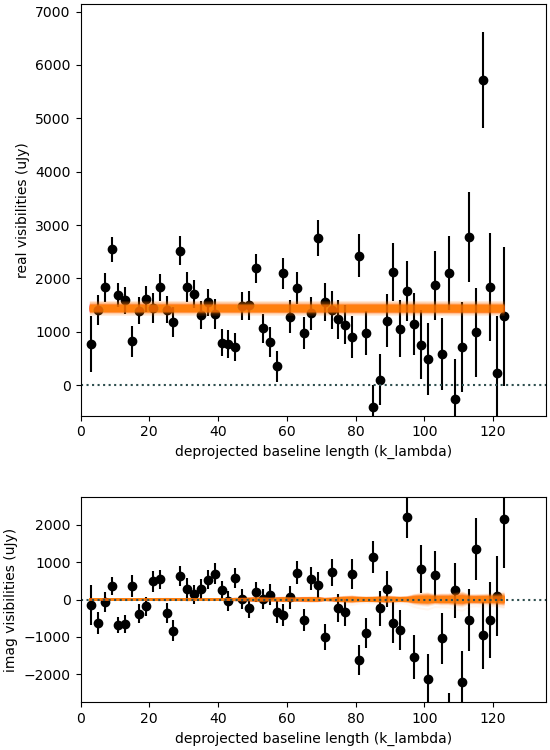 7000
6000
5000
4000
3000
2000
1000
0
real visibilities (uJy)
0 20 40 60 80 100 120
deprojected baseline length (k_lambda)
2000
1000
0
−1000
−2000
imag visibilities (uJy)
0 20 40 60 80 100 120
deprojected baseline length (k_lambda)